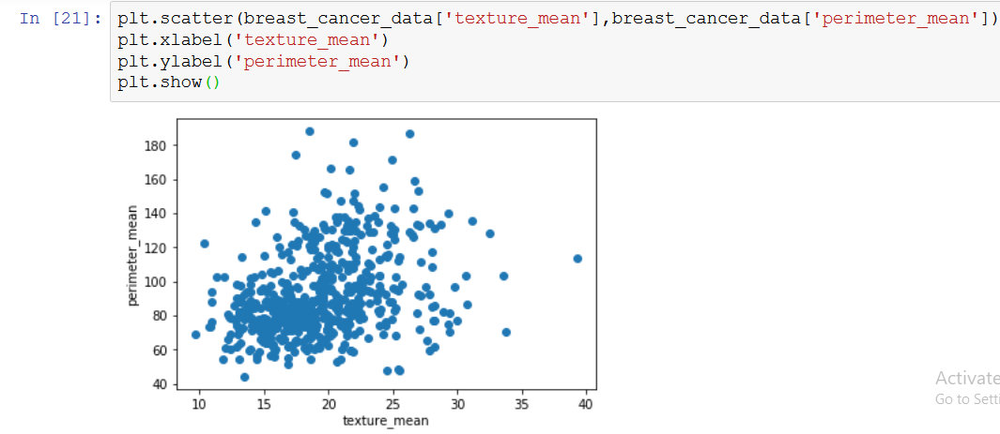 In [21]: plt.scatter(breast_cancer_data['texture_mean'],breast_cancer_data['perimeter_mean'])
plt.xlabel('texture_mean')
plt.ylabel('perimeter_mean')
plt.show()
180
160
140
120
100
80
60
40
perimeter_mean
10 15 20 25 30 35 40
texture_mean
Activate
Go to Setti